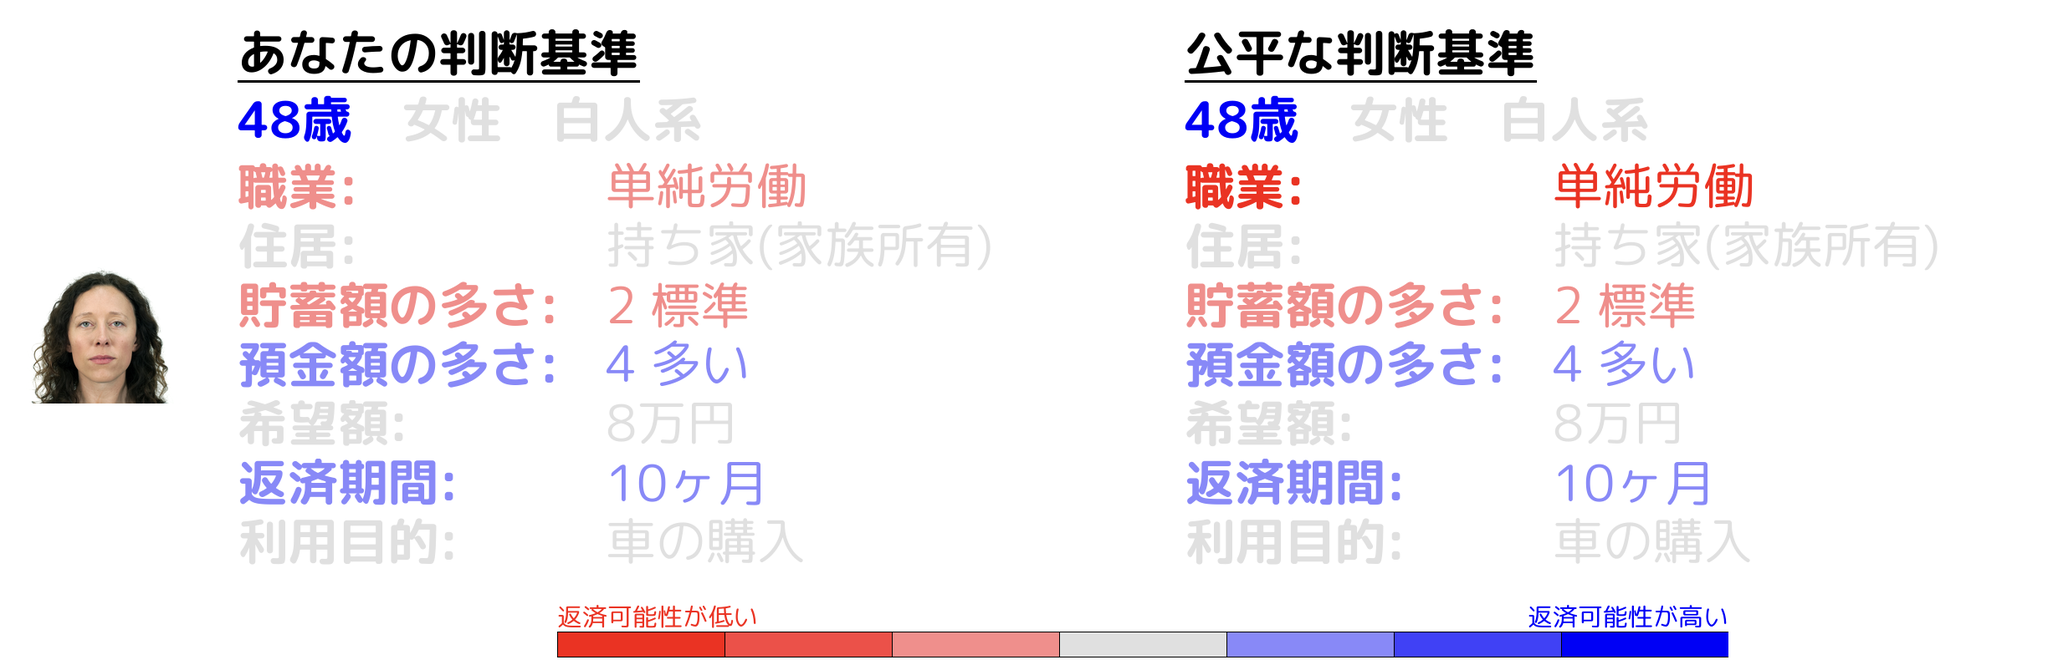 あなたの判断基準
48歳 女性 白人系
職業: 単純労働
住居: 持ち家(家族所有)
貯蓄額の多さ: 2 標準
預金額の多さ: 4 多い
希望額: 8万円
返済期間: 10ヶ月
利用目的: 車の購入
公平な判断基準
48歳 女性 白人系
職業: 単純労働
住居: 持ち家(家族所有)
貯蓄額の多さ: 2 標準
預金額の多さ: 4 多い
希望額: 8万円
返済期間: 10ヶ月
利用目的: 車の購入
返済可能性が低い
返済可能性が高い